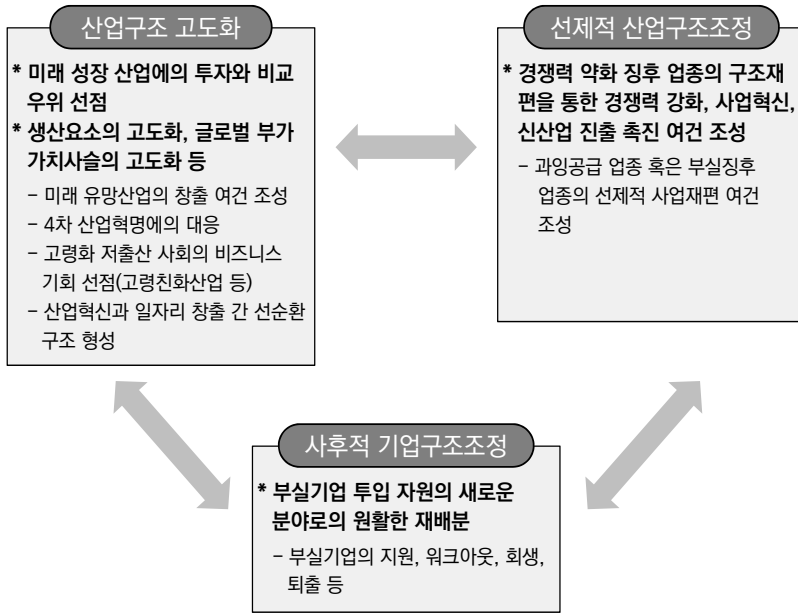 산업구조 고도화
* 미래 성장 산업에의 투자와 비교
우위 선점
* 생산요소의 고도화, 글로벌 부가
가치사슬의 고도화 등
- 미래 유망산업의 창출 여건 조성
- 4차 산업혁명에의 대응
- 고령화 저출산 사회의 비즈니스
기회 선점(고령친화산업 등)
- 산업혁신과 일자리 창출 간 선순환
구조 형성
선제적 산업구조조정
* 경쟁력 약화 징후 업종의 구조재
편을 통한 경쟁력 강화, 사업혁신,
신산업 진출 촉진 여건 조성
- 과잉공급 업종 혹은 부실징후
업종의 선제적 사업재편 여건
조성
사후적 기업구조조정
* 부실기업 투입 자원의 새로운
분야로의 원활한 재배분
- 부실기업의 지원, 워크아웃, 회생,
퇴출 등